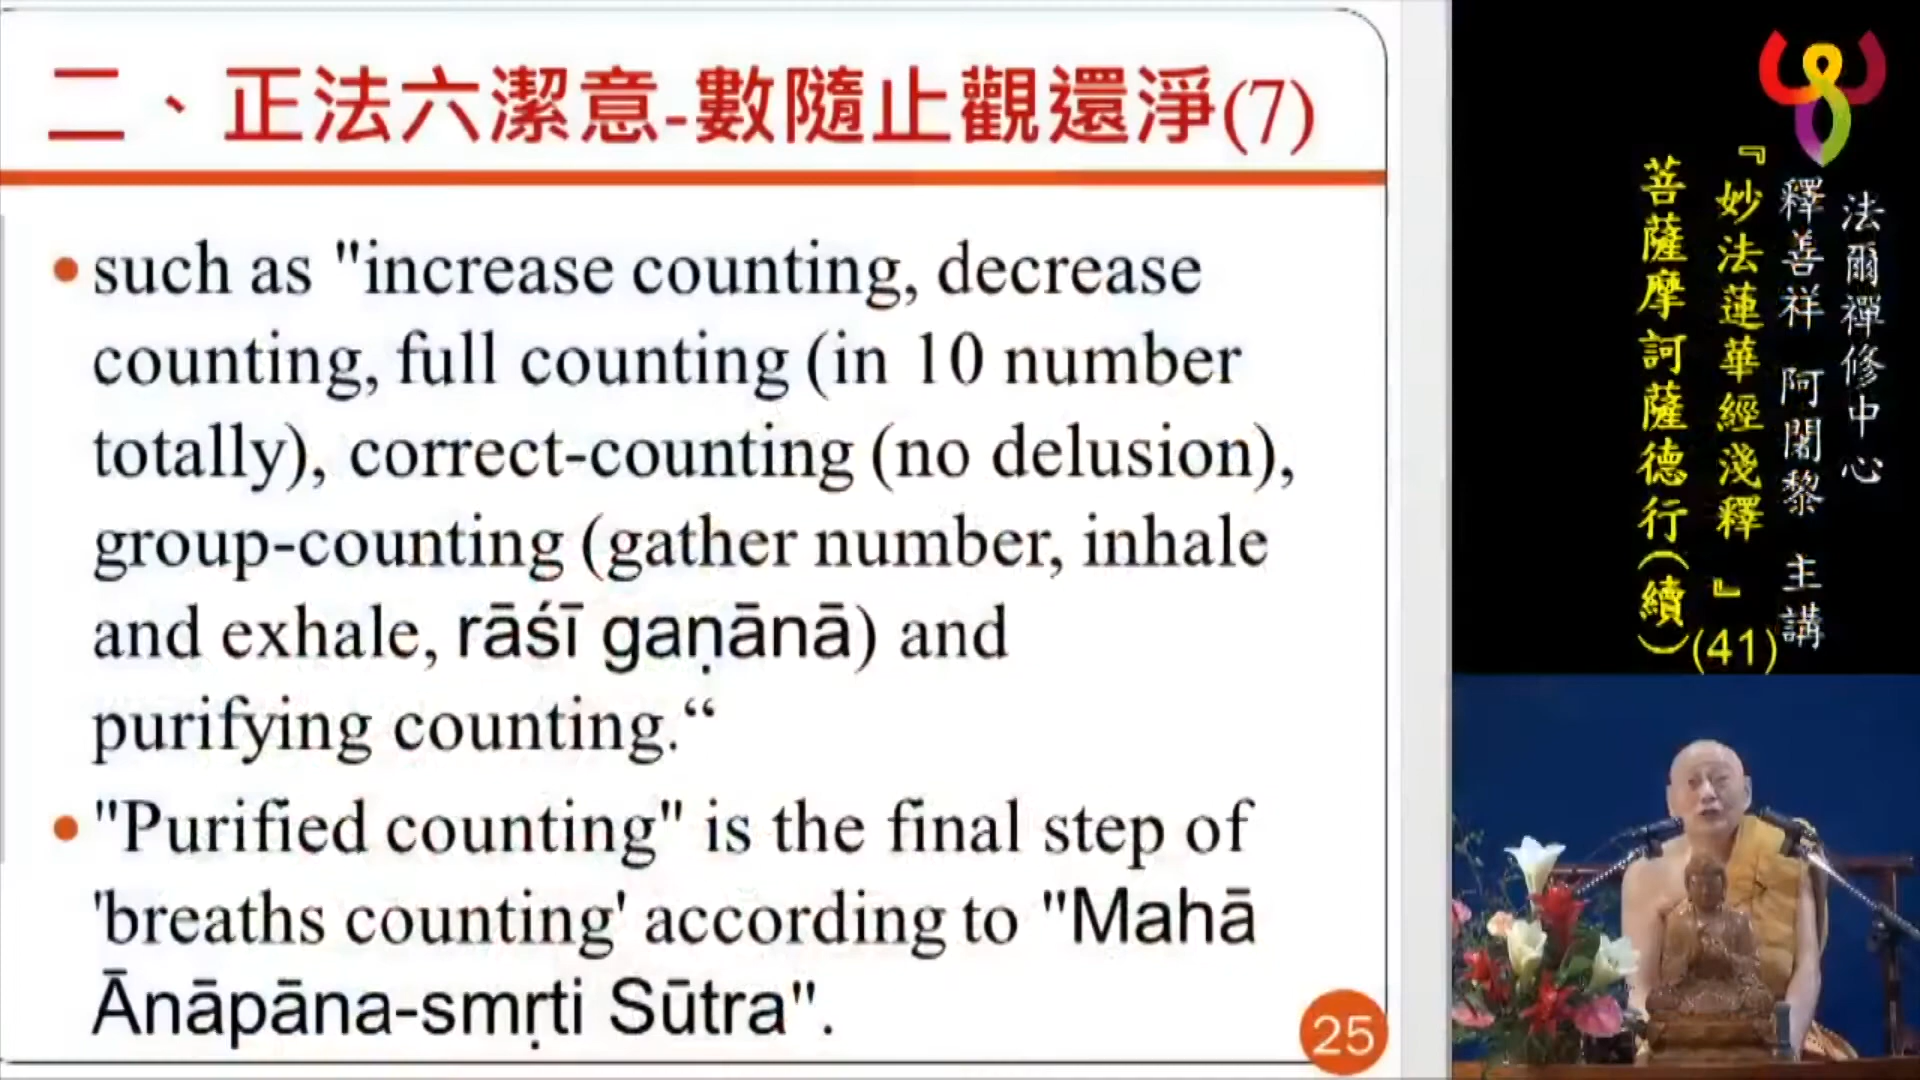 二、正法六潔意-數隨止觀還淨(7)
•such as "increase counting, decrease
counting, full counting (in 10 number
totally), correct-counting (no delusion),
group-counting (gather number, inhale
and exhale, rāśī gaṇānā) and
purifying counting.“
•"Purified counting" is the final step of
'breaths counting' according to "Mahā
Ānāpāna-smṛti Sūtra".
25
法爾禪修中心
釋善祥 阿闍黎 主講
『妙法蓮華經淺釋』
菩薩摩訶薩德行(續)
(41)